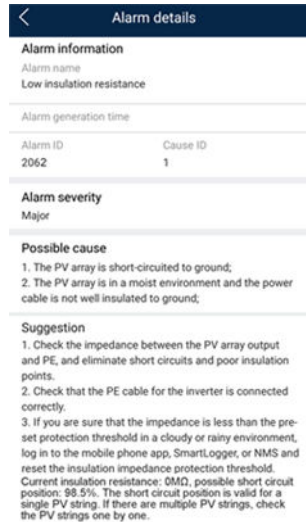 Alarm details
Alarm information
Alarm name
Low insulation resistance
Alarm generation time
Alarm ID Cause ID
2062 1
Alarm severity
Major
Possible cause
1. The PV array is short-circuited to ground;
2. The PV array is in a moist environment and the power
cable is not well insulated to ground;
Suggestion
1. Check the impedance between the PV array output
and PE, and eliminate short circuits and poor insulation
points.
2. Check that the PE cable for the inverter is connected
correctly.
3. If you are sure that the impedance is less than the pre-
set protection threshold in a cloudy or rainy environment,
log in to the mobile phone app, SmartLogger, or NMS and
reset the insulation impedance protection threshold.
Current insulation resistance: 0MΩ, possible short circuit
position: 98.5%. The short circuit position is valid for a
single PV string. If there are multiple PV strings, check
the PV strings one by one.